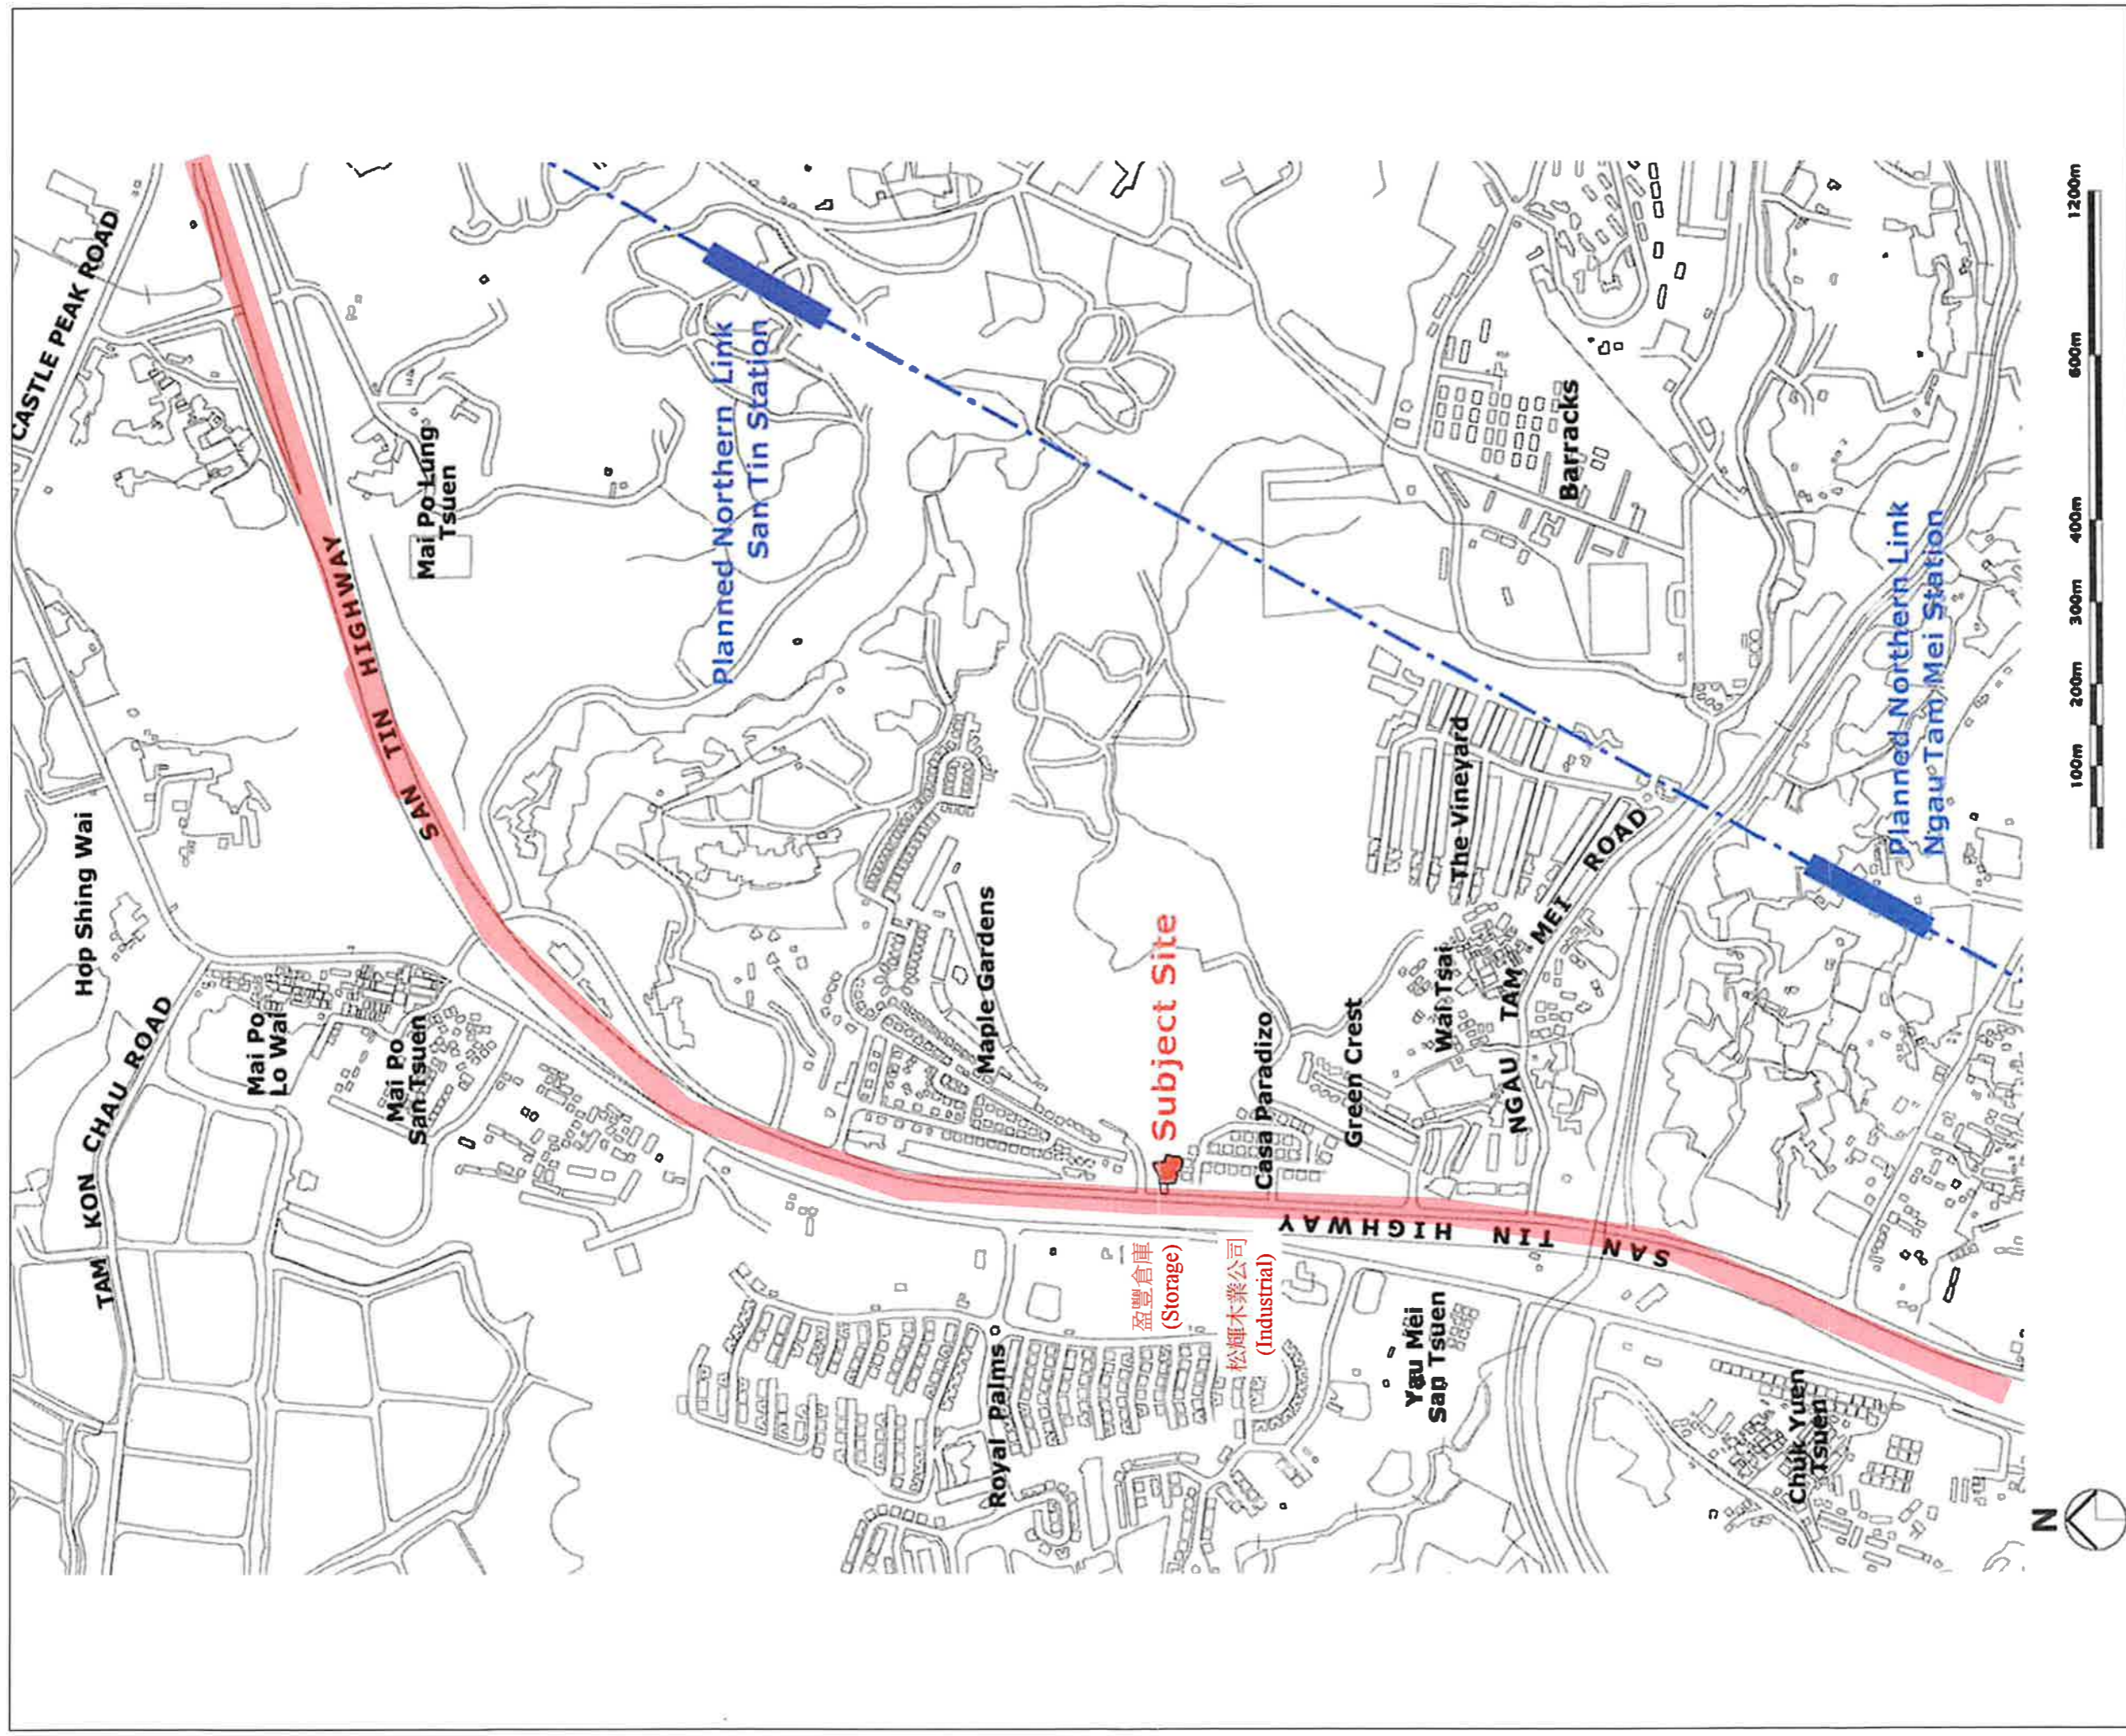 CASTLE PEAK ROAD
Hop Shing Wai
TAM KON CHAU ROAD
Mai Po
Lo Wai
Mai Po
San Tsuen
SAN TIN HIGHWAY
Mai Po Lung
Tsuen
Planned Northern Link
San Tin Station
Maple Gardens
Royal Palms
Subject Site
盈豐倉庫
(Storage)
松輝木業公司
(Industrial)
Casa Paradizo
SAN TIN HIGHWAY
Green Crest
Yau Mei
San Tsuen
Wai Tsai
The Vineyard
NGAU TAM MEI ROAD
Barracks
Chuk Yuen
Tsuen
Planned Northern Link
Ngau Tam Mei Station
N
100m 200m 300m 400m 600m 1200m